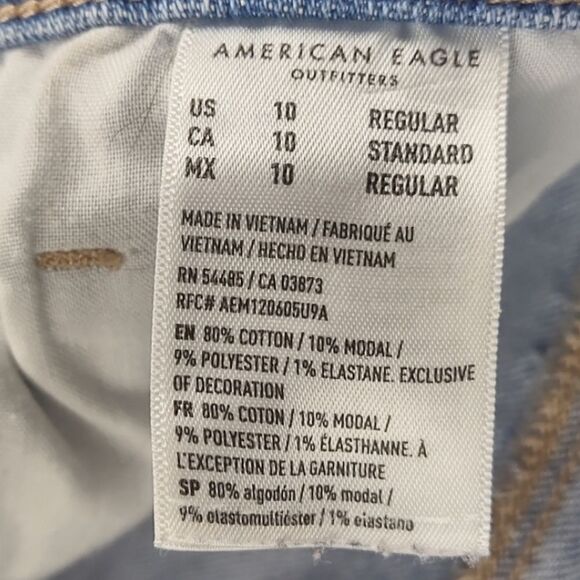 AMERICAN EAGLE
OUTFITTERS
US 10 REGULAR
CA 10 STANDARD
MX 10 REGULAR
MADE IN VIETNAM / FABRIQUÉ AU
VIETNAM / HECHO EN VIETNAM
RN 54485 / CA 03873
RFC# AEM120605U9A
EN 80% COTTON / 10% MODAL /
9% POLYESTER / 1% ELASTANE. EXCLUSIVE
OF DECORATION
FR 80% COTON / 10% MODAL /
9% POLYESTER / 1% ÉLASTHANNE. À
L'EXCEPTION DE LA GARNITURE
SP 80% algodón / 10% modal /
9% elastomultiéster / 1% elastano